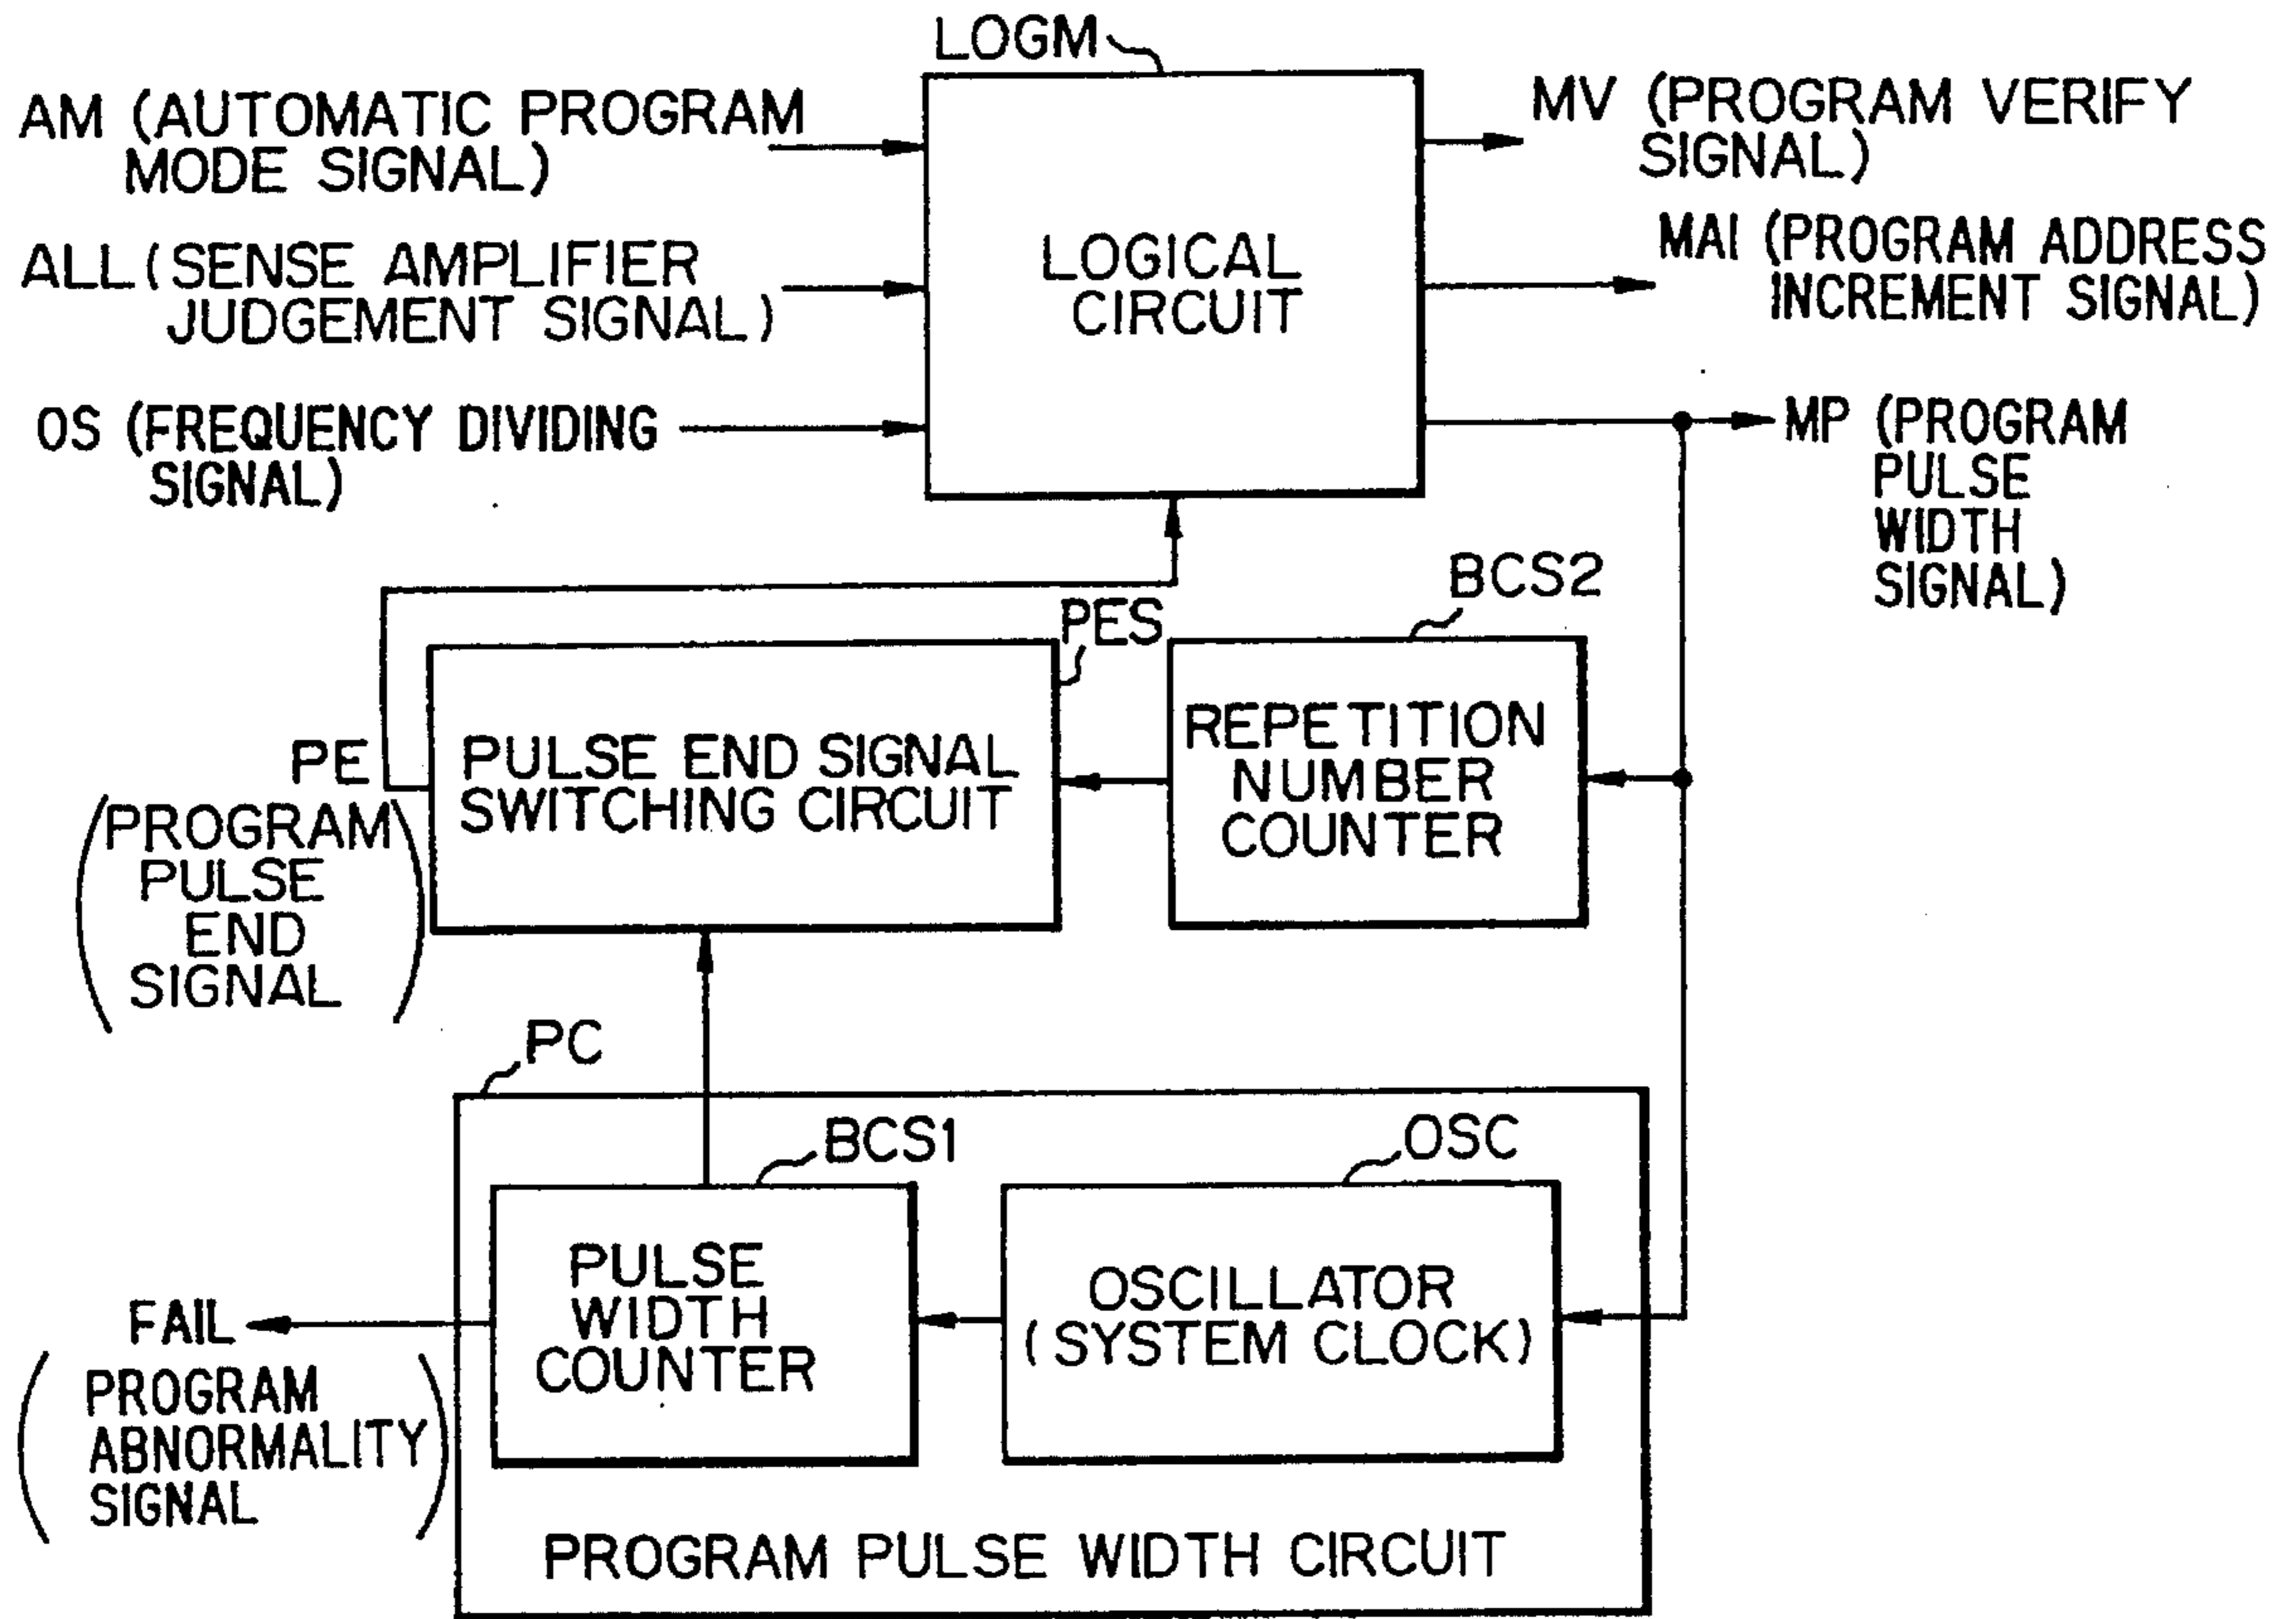 LOGM
AM (AUTOMATIC PROGRAM
MODE SIGNAL)
ALL (SENSE AMPLIFIER
JUDGEMENT SIGNAL)
OS (FREQUENCY DIVIDING
SIGNAL)
LOGICAL
CIRCUIT
MV (PROGRAM VERIFY
SIGNAL)
MAI (PROGRAM ADDRESS
INCREMENT SIGNAL)
MP (PROGRAM
PULSE
WIDTH
SIGNAL)
BCS2
PES
PE
(PROGRAM
PULSE
END
SIGNAL)
PULSE END SIGNAL
SWITCHING CIRCUIT
REPETITION
NUMBER
COUNTER
PC
BCS1
OSC
PULSE
WIDTH
COUNTER
OSCILLATOR
(SYSTEM CLOCK)
FAIL
(PROGRAM
ABNORMALITY
SIGNAL)
PROGRAM PULSE WIDTH CIRCUIT